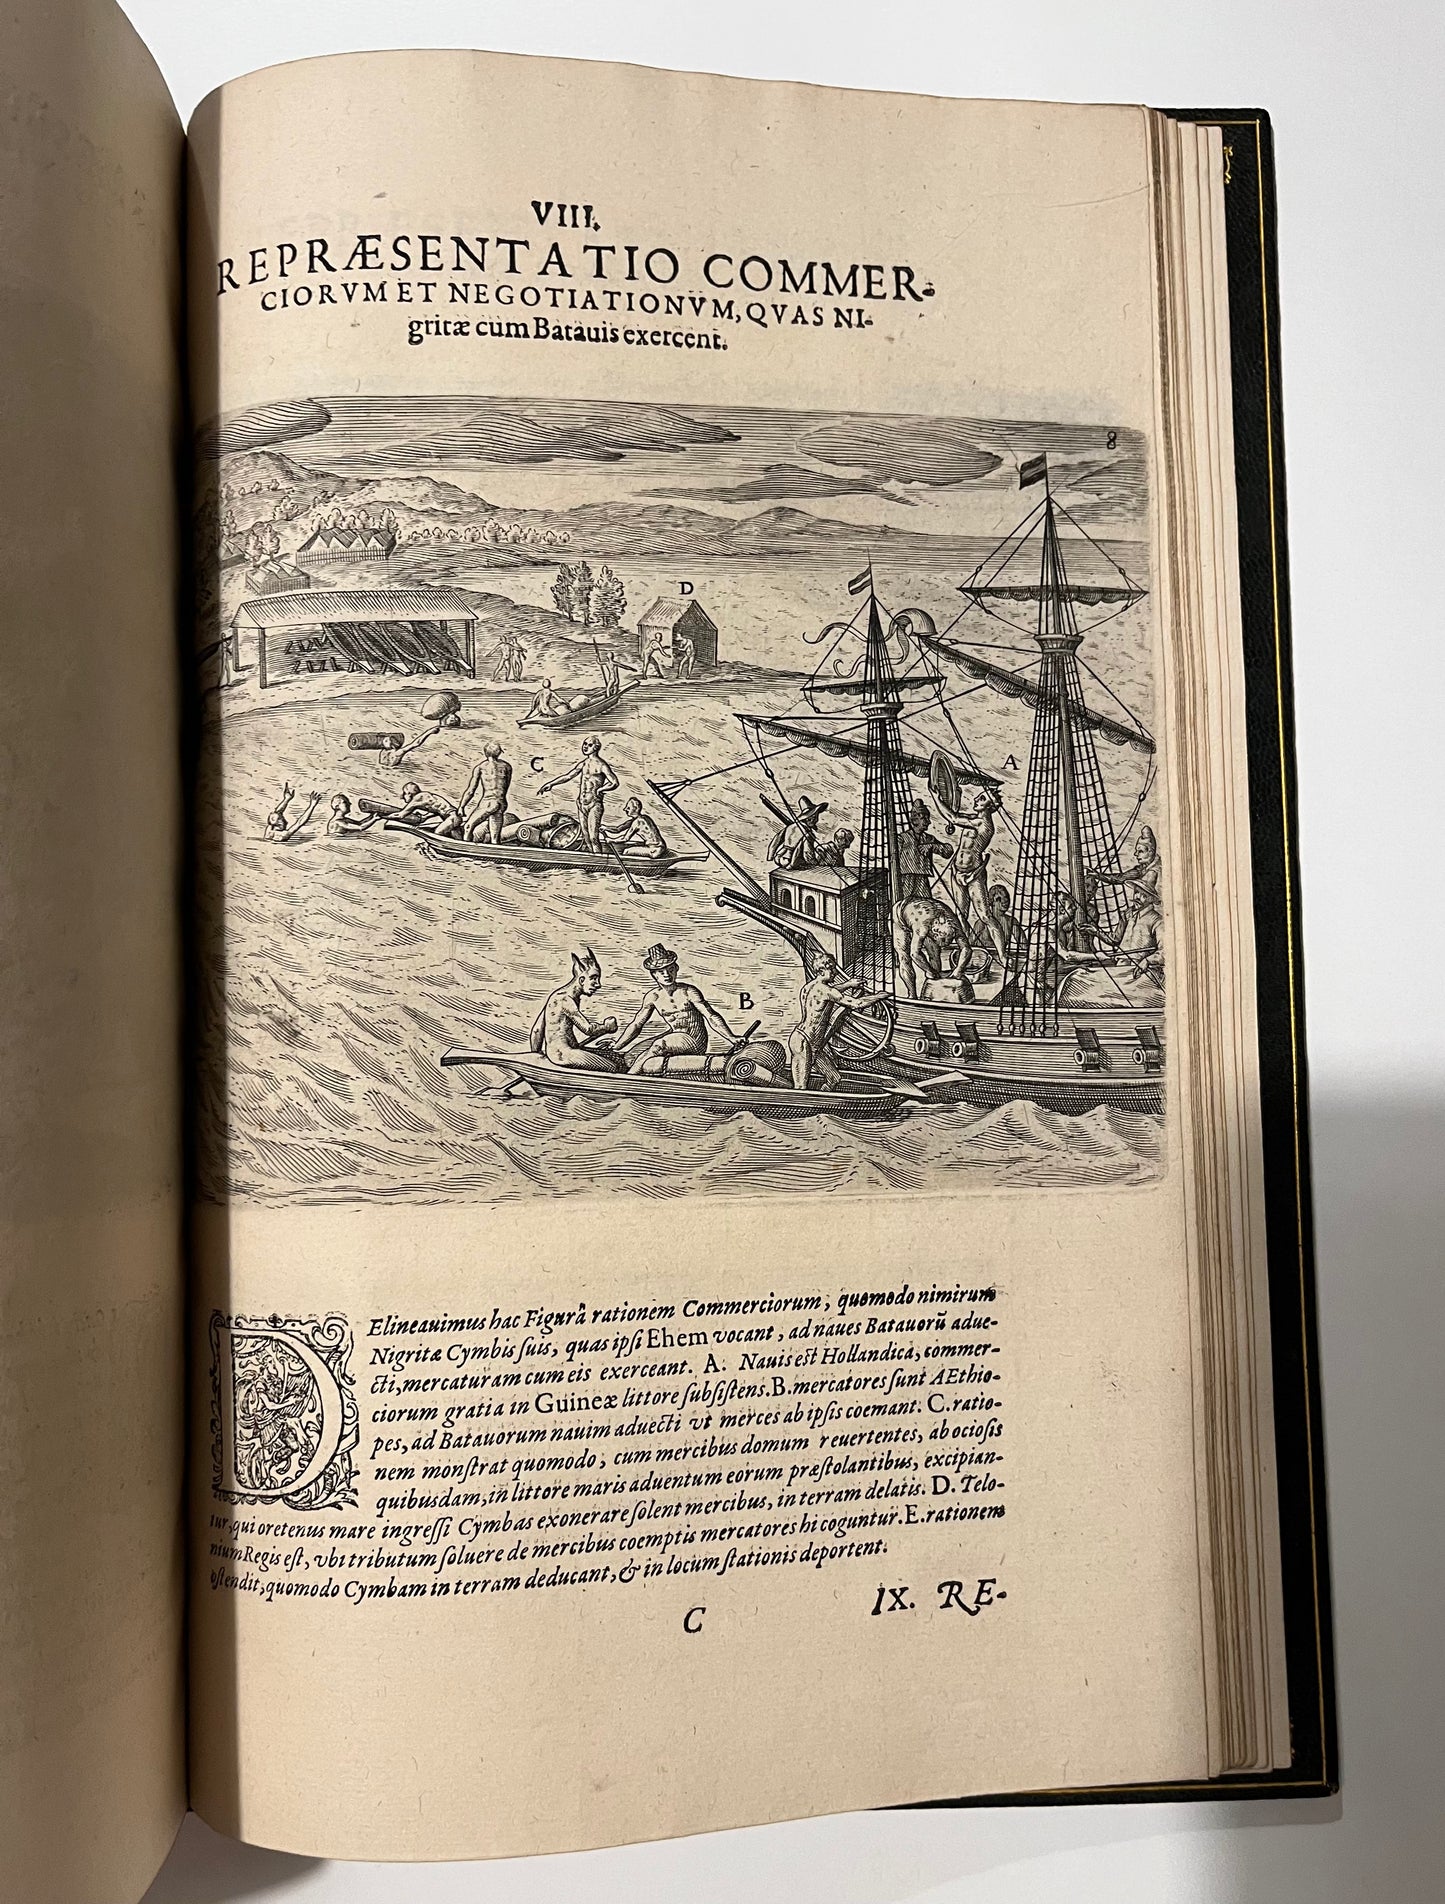 VIII.
REPRÆSENTATIO COMMER-
CIORVM ET NEGOTIATIONVM, QVAS NI-
gritæ cum Batauis exercent.
8
D
C
A
B
DElineauimus hac Figurâ rationem Commerciorum, quomodo nimirum
Nigritæ Cymbis suis, quas ipsi Ehem vocant, ad naues Batauorũ adue-
cti, mercaturam cum eis exerceant. A. Nauis est Hollandica, commer-
ciorum gratia in Guineæ littore subsistens. B. mercatores sunt AEthio-
pes, ad Batauorum nauim aduecti vt merces ab ipsis coemant. C. ratio-
nem monstrat quomodo, cum mercibus domum reuertentes, ab ociosis
quibusdam, in littore maris aduentum eorum præstolantibus, excipian-
tur, qui oretenus mare ingressi Cymbas exonerare solent mercibus, in terram delatis. D. Telo-
nium Regis est, vbi tributum soluere de mercibus coemptis mercatores hi coguntur. E. rationem
ostendit, quomodo Cymbam in terram deducant, & in locum stationis deportent.
C
IX. RE-